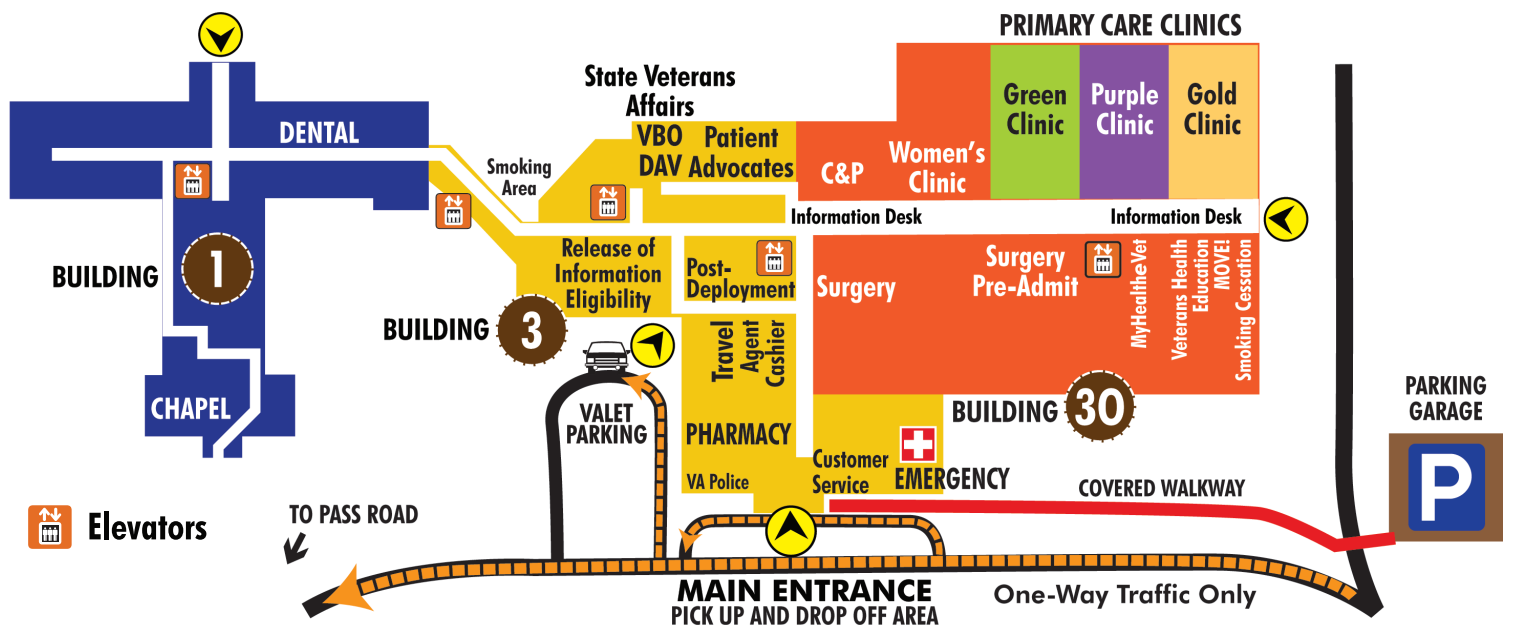 PRIMARY CARE CLINICS
Green
Clinic
Purple
Clinic
Gold
Clinic
State Veterans
Affairs
VBO
DAV
Patient
Advocates
C&P
Women's
Clinic
DENTAL
Smoking
Area
Information Desk
Information Desk
BUILDING
1
Release of
Information
Eligibility
Post-
Deployment
Surgery
Surgery
Pre-Admit
MyHealtheVet
Veterans Health
Education
MOVE!
Smoking Cessation
BUILDING
3
Travel
Agent
Cashier
CHAPEL
VALET
PARKING
PHARMACY
VA Police
Customer
Service
EMERGENCY
BUILDING
30
PARKING
GARAGE
P
COVERED WALKWAY
Elevators
TO PASS ROAD
MAIN ENTRANCE
PICK UP AND DROP OFF AREA
One-Way Traffic Only